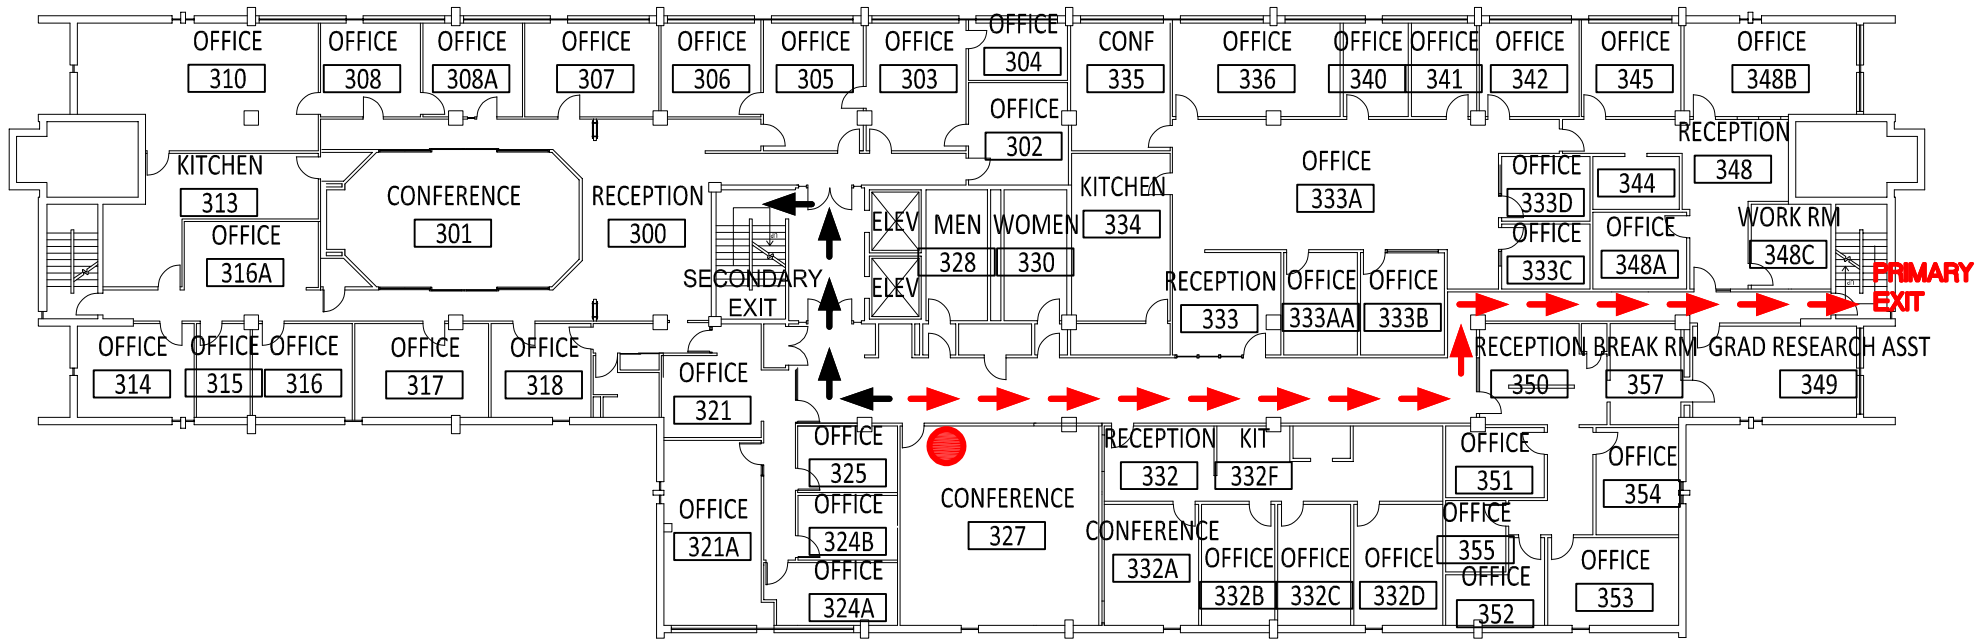 OFFICE
310
OFFICE
308
OFFICE
308A
OFFICE
307
OFFICE
306
OFFICE
305
OFFICE
303
OFFICE
304
OFFICE
302
CONF
335
OFFICE
336
OFFICE
340
OFFICE
341
OFFICE
342
OFFICE
345
OFFICE
348B
KITCHEN
313
CONFERENCE
301
RECEPTION
300
OFFICE
316A
SECONDARY
EXIT
ELEV
ELEV
MEN
328
WOMEN
330
KITCHEN
334
OFFICE
333A
OFFICE
333D
OFFICE
333C
344
RECEPTION
348
OFFICE
348A
WORK RM
348C
RECEPTION
333
OFFICE
333AA
OFFICE
333B
PRIMARY
EXIT
OFFICE
314
OFFICE
315
OFFICE
316
OFFICE
317
OFFICE
318
OFFICE
321
RECEPTION
350
BREAK RM
357
GRAD RESEARCH ASST
349
OFFICE
321A
OFFICE
325
OFFICE
324B
OFFICE
324A
CONFERENCE
327
RECEPTION
332
KIT
332F
CONFERENCE
332A
OFFICE
332B
OFFICE
332C
OFFICE
332D
OFFICE
351
OFFICE
355
OFFICE
352
OFFICE
354
OFFICE
353